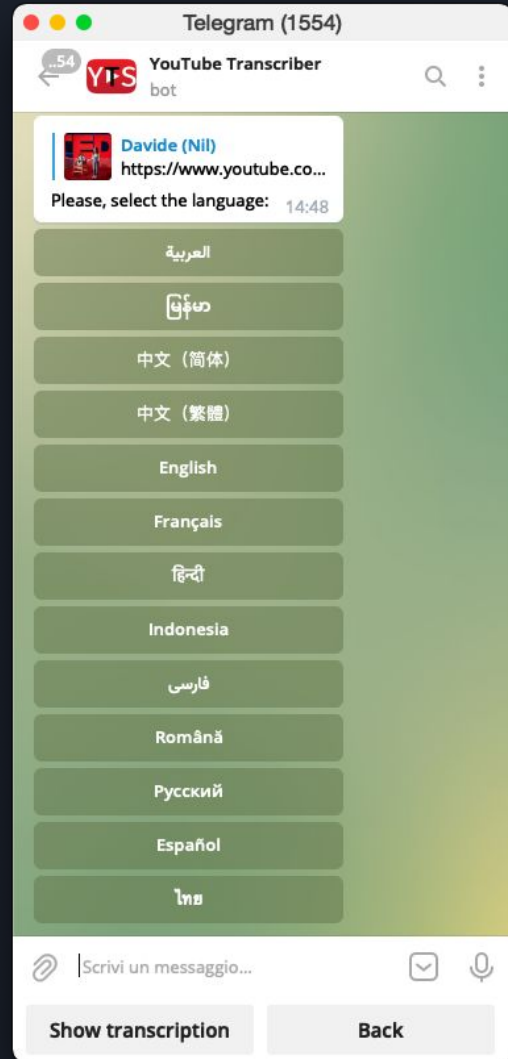 Telegram (1554)
..54
YTS
YouTube Transcriber
bot
Davide (Nil)
https://www.youtube.co...
Please, select the language:
14:48
العربية
မြန်မာ
中文（简体）
中文（繁體）
English
Français
हिन्दी
Indonesia
فارسی
Română
Русский
Español
ไทย
Scrivi un messaggio...
Show transcription
Back